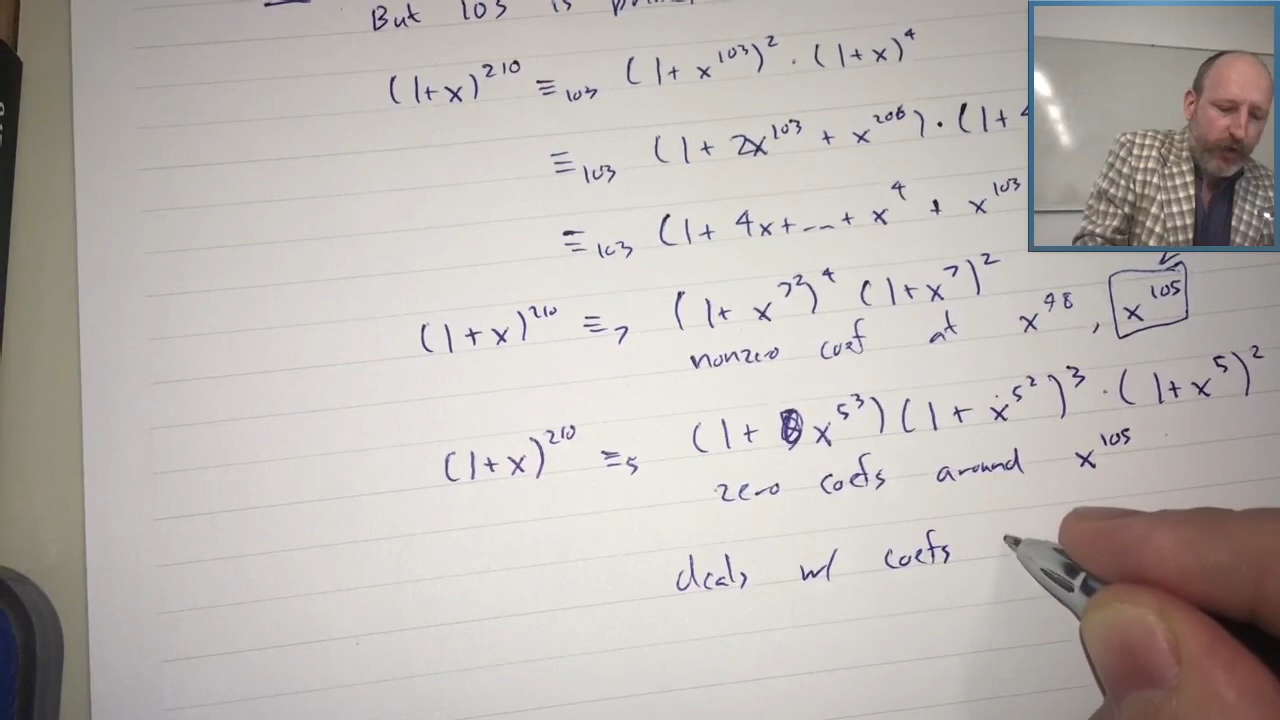 But 103 is prime
(1+x)^210 ≡_103 (1+x^103)^2 · (1+x)^4
≡_103 (1 + 2x^103 + x^206) · (1 + 4
≡_103 (1 + 4x + ... + x^4 + x^103
(1+x)^210 ≡_7 (1 + x^7^2)^4 (1+x^7)^2
nonzero coef at x^98, x^105
(1+x)^210 ≡_5 (1 + x^5^3)(1 + x^5^2)^3 · (1+x^5)^2
zero coefs around x^105
deals w/ coefs